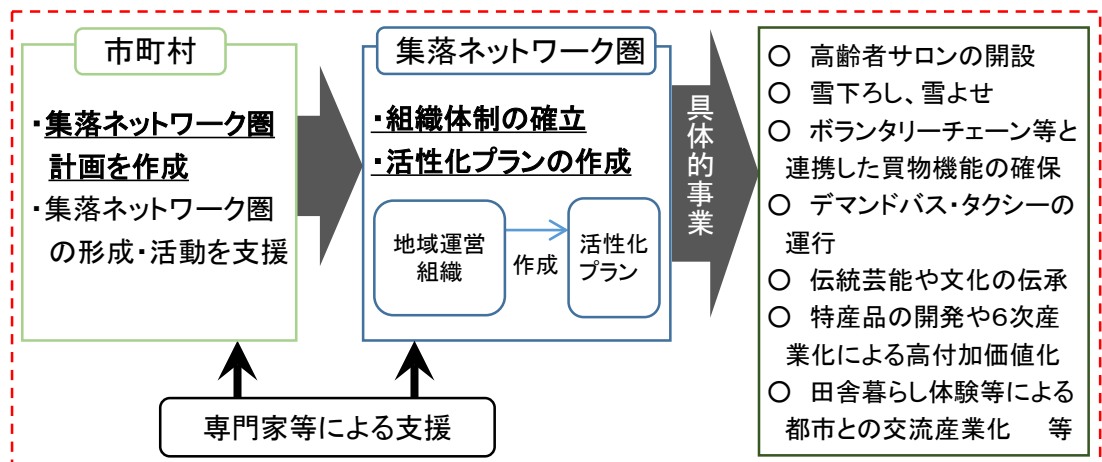 市町村
・集落ネットワーク圏
計画を作成
・集落ネットワーク圏
の形成・活動を支援
集落ネットワーク圏
・組織体制の確立
・活性化プランの作成
地域運営
組織
作成
活性化
プラン
具体的事業
○ 高齢者サロンの開設
○ 雪下ろし、雪よせ
○ ボランタリーチェーン等と
連携した買物機能の確保
○ デマンドバス・タクシーの
運行
○ 伝統芸能や文化の伝承
○ 特産品の開発や6次産
業化による高付加価値化
○ 田舎暮らし体験等による
都市との交流産業化 等
専門家等による支援